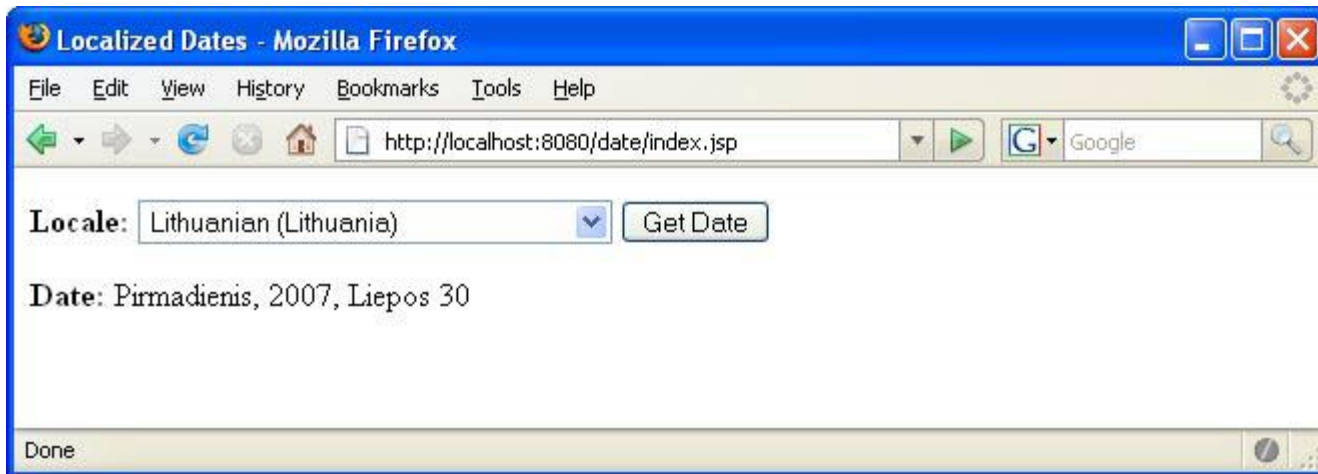 Localized Dates - Mozilla Firefox
File Edit View History Bookmarks Tools Help
http://localhost:8080/date/index.jsp G Google
Locale: Lithuanian (Lithuania) Get Date
Date: Pirmadienis, 2007, Liepos 30
Done